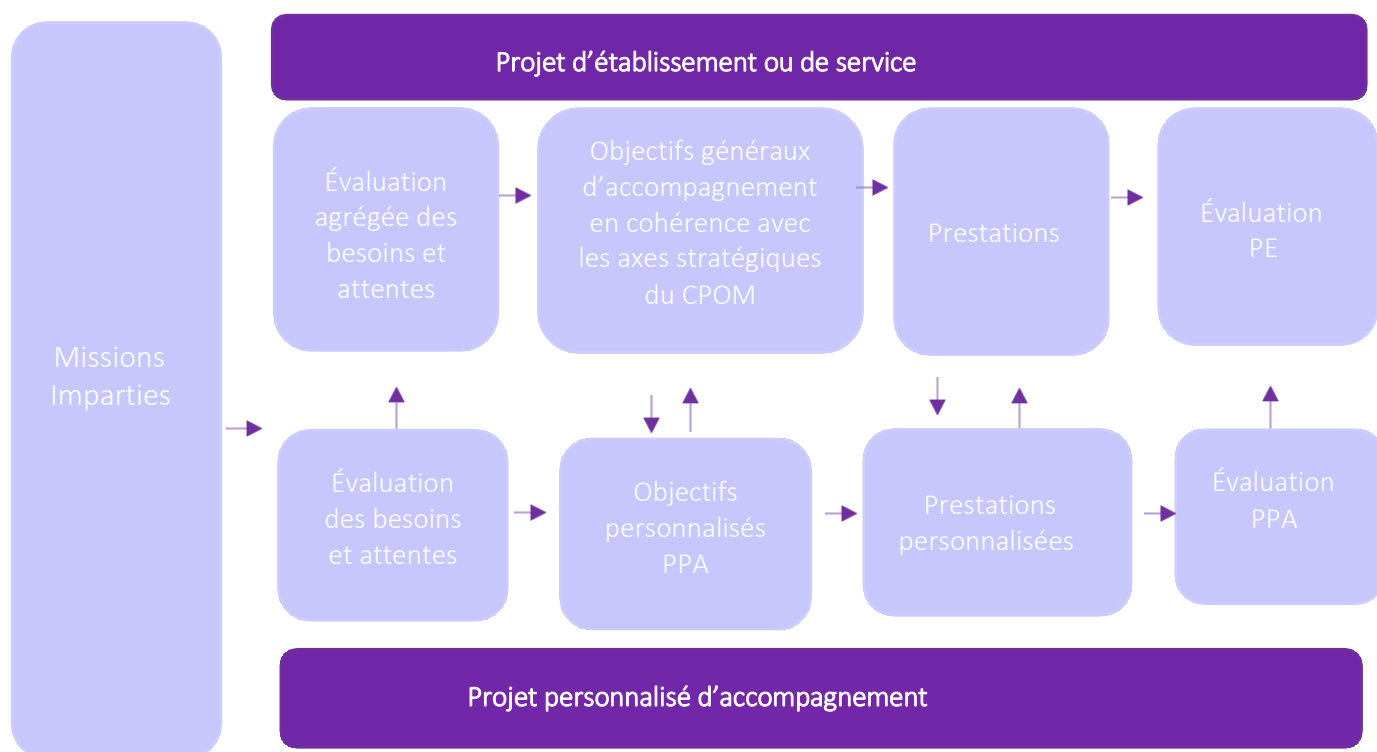 Projet d’établissement ou de service
Évaluation
agrégée des
besoins et
attentes
Objectifs généraux
d’accompagnement
en cohérence avec
les axes stratégiques
du CPOM
Prestations
Évaluation
PE
Missions
Imparties
Évaluation
des besoins
et attentes
Objectifs
personnalisés
PPA
Prestations
personnalisées
Évaluation
PPA
Projet personnalisé d’accompagnement